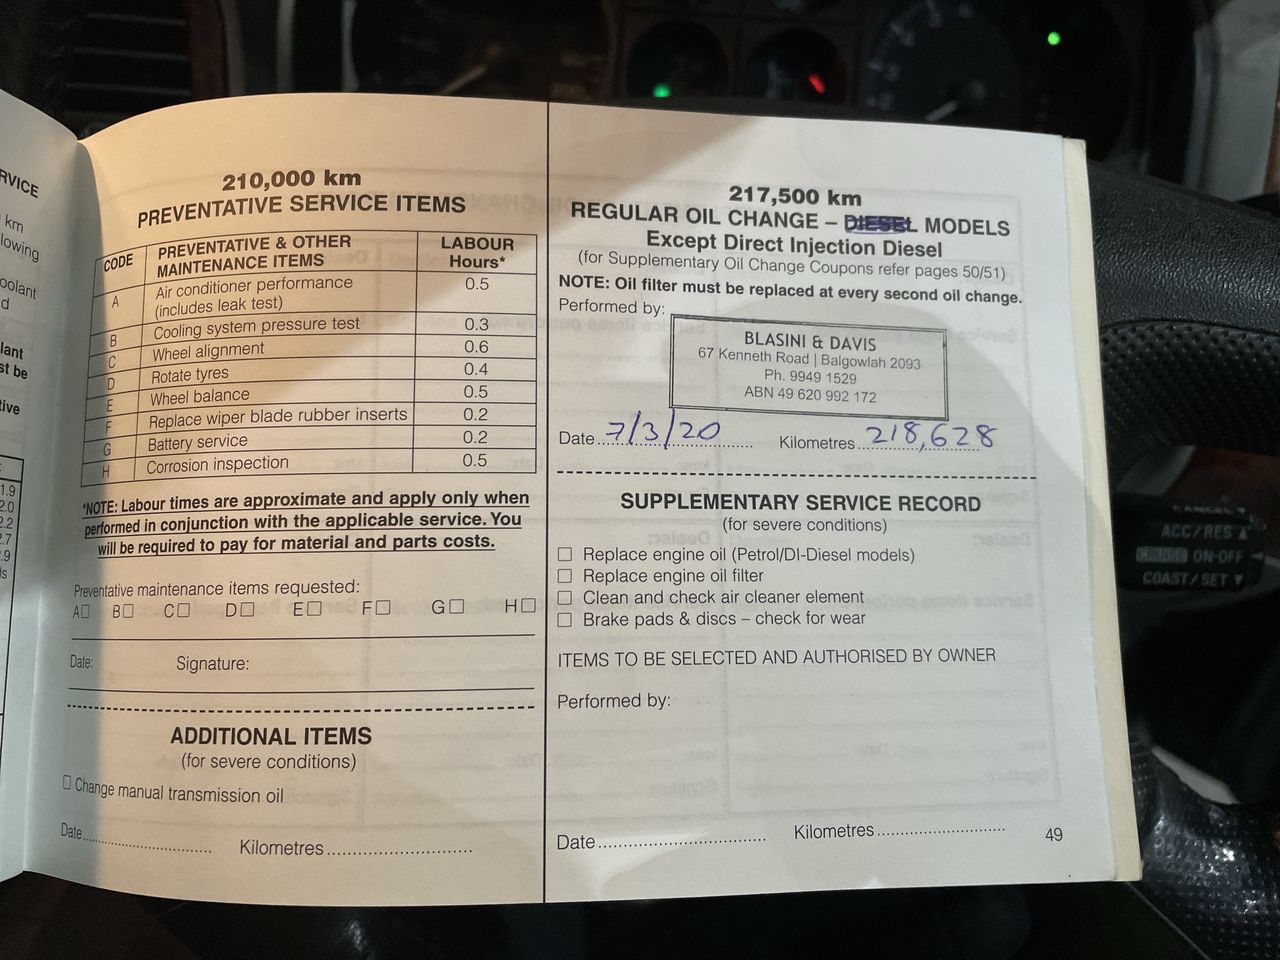 RVICE
km
lowing
oolant
d
lant
st be
tive
1.9
2.0
2.2
2.7
.9
ls
210,000 km
PREVENTATIVE SERVICE ITEMS
CODE PREVENTATIVE & OTHER MAINTENANCE ITEMS LABOUR Hours*
A Air conditioner performance (includes leak test) 0.5
B Cooling system pressure test 0.3
C Wheel alignment 0.6
D Rotate tyres 0.4
E Wheel balance 0.5
F Replace wiper blade rubber inserts 0.2
G Battery service 0.2
H Corrosion inspection 0.5
*NOTE: Labour times are approximate and apply only when
performed in conjunction with the applicable service. You
will be required to pay for material and parts costs.
Preventative maintenance items requested:
A☐ B☐ C☐ D☐ E☐ F☐ G☐ H☐
Date: Signature:
ADDITIONAL ITEMS
(for severe conditions)
☐ Change manual transmission oil
Date.................... Kilometres....................
217,500 km
REGULAR OIL CHANGE – DIESEL MODELS
Except Direct Injection Diesel
(for Supplementary Oil Change Coupons refer pages 50/51)
NOTE: Oil filter must be replaced at every second oil change.
Performed by:
BLASINI & DAVIS
67 Kenneth Road | Balgowlah 2093
Ph. 9949 1529
ABN 49 620 992 172
Date 7/3/20 Kilometres 218,628
SUPPLEMENTARY SERVICE RECORD
(for severe conditions)
☐ Replace engine oil (Petrol/DI-Diesel models)
☐ Replace engine oil filter
☐ Clean and check air cleaner element
☐ Brake pads & discs – check for wear
ITEMS TO BE SELECTED AND AUTHORISED BY OWNER
Performed by:
Date.................... Kilometres....................
49
CANCEL ▼
ACC/RES ▲
CRUISE ON-OFF
COAST/SET ▼